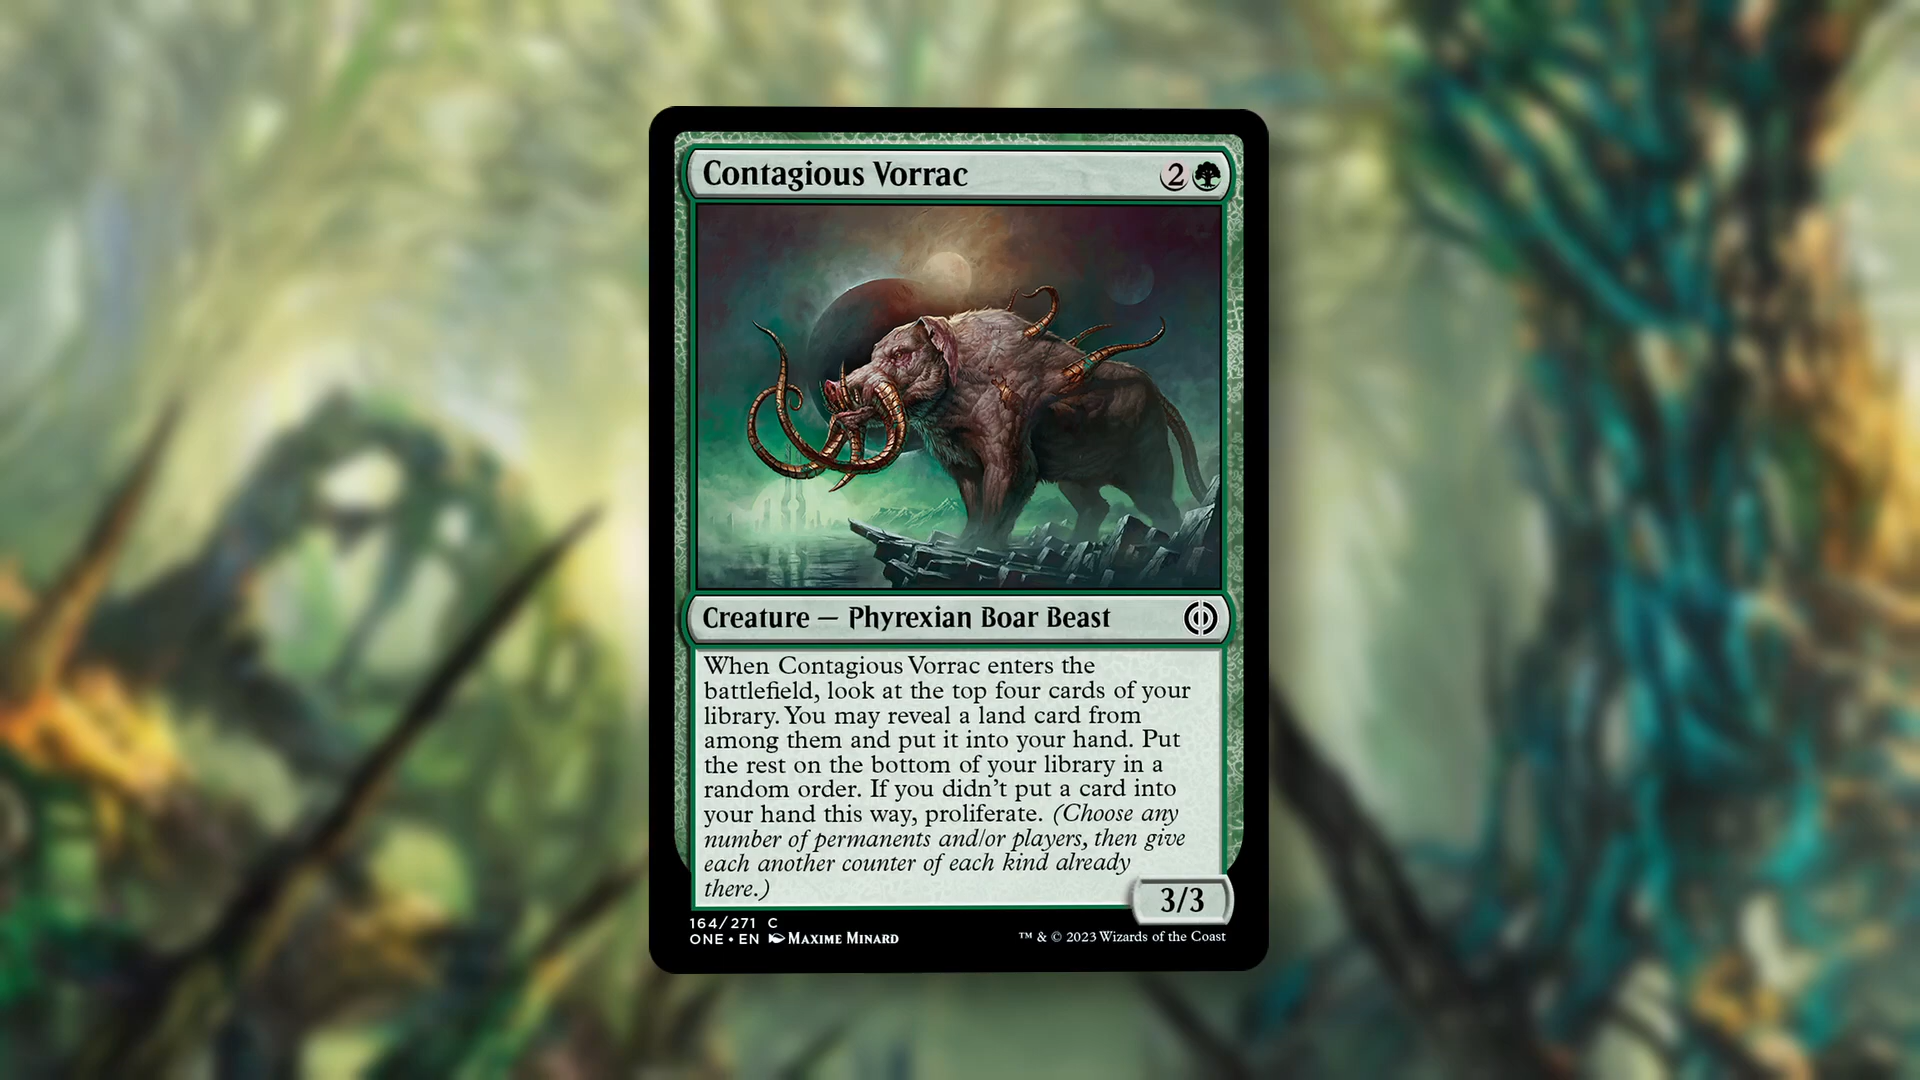 Contagious Vorrac 2
Creature — Phyrexian Boar Beast
When Contagious Vorrac enters the
battlefield, look at the top four cards of your
library. You may reveal a land card from
among them and put it into your hand. Put
the rest on the bottom of your library in a
random order. If you didn't put a card into
your hand this way, proliferate. (Choose any
number of permanents and/or players, then give
each another counter of each kind already
there.)
3/3
164/271 C
ONE • EN MAXIME MINARD
™ & © 2023 Wizards of the Coast